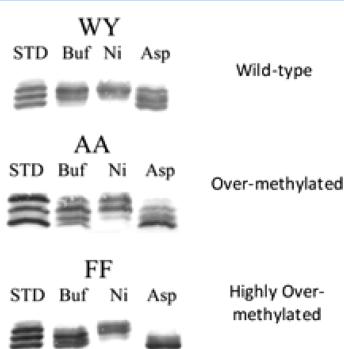 WY
STD Buf Ni Asp
Wild-type
AA
STD Buf Ni Asp
Over-methylated
FF
STD Buf Ni Asp
Highly Over-
methylated